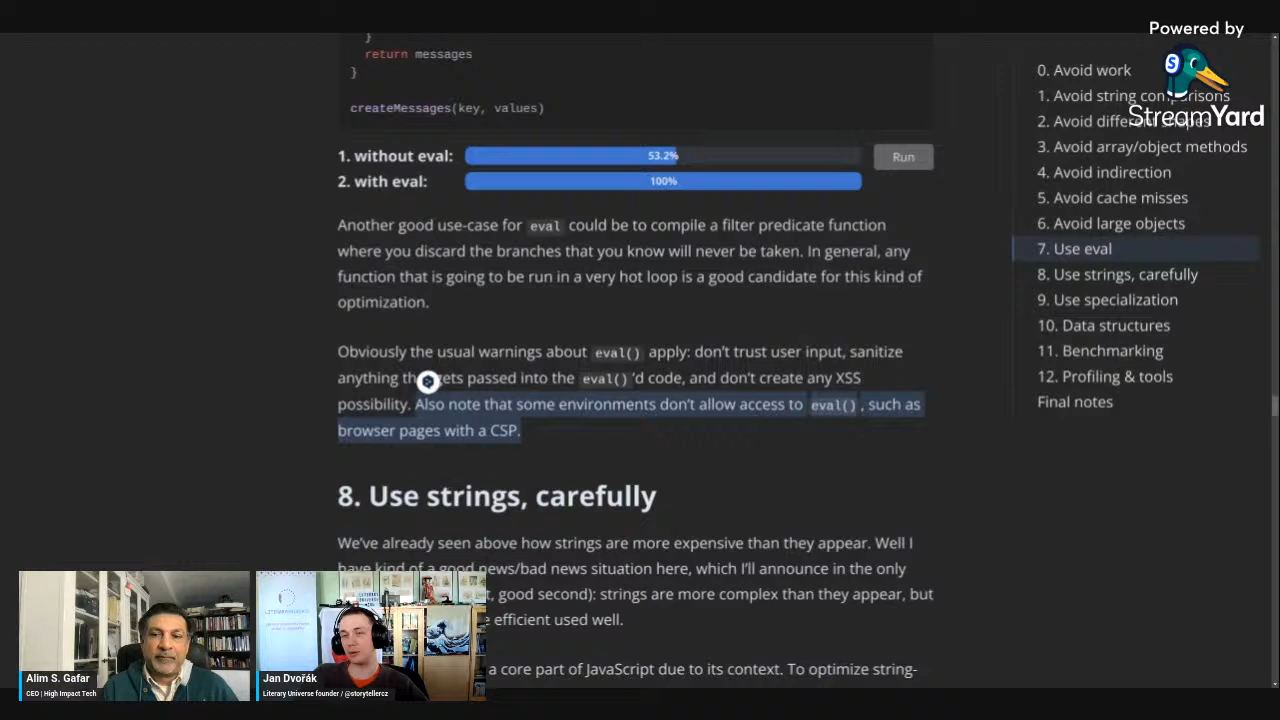 Powered by
StreamYard
}
return messages
}
createMessages(key, values)
1. without eval:
53.2%
Run
2. with eval:
100%
Another good use-case for eval could be to compile a filter predicate function
where you discard the branches that you know will never be taken. In general, any
function that is going to be run in a very hot loop is a good candidate for this kind of
optimization.
Obviously the usual warnings about eval() apply: don't trust user input, sanitize
anything gets passed into the eval()'d code, and don't create any XSS
possibility. Also note that some environments don't allow access to eval(), such as
browser pages with a CSP.
8. Use strings, carefully
We've already seen above how strings are more expensive than they appear. Well I
have kind of a good news/bad news situation here, which I'll announce in the only
, good second): strings are more complex than they appear, but
e efficient used well.
a core part of JavaScript due to its context. To optimize string-
0. Avoid work
1. Avoid string comparisons
2. Avoid different shapes
3. Avoid array/object methods
4. Avoid indirection
5. Avoid cache misses
6. Avoid large objects
7. Use eval
8. Use strings, carefully
9. Use specialization
10. Data structures
11. Benchmarking
12. Profiling & tools
Final notes
Alim S. Gafar
CEO | High Impact Tech
Jan Dvořák
Literary Universe founder / @storytellercz